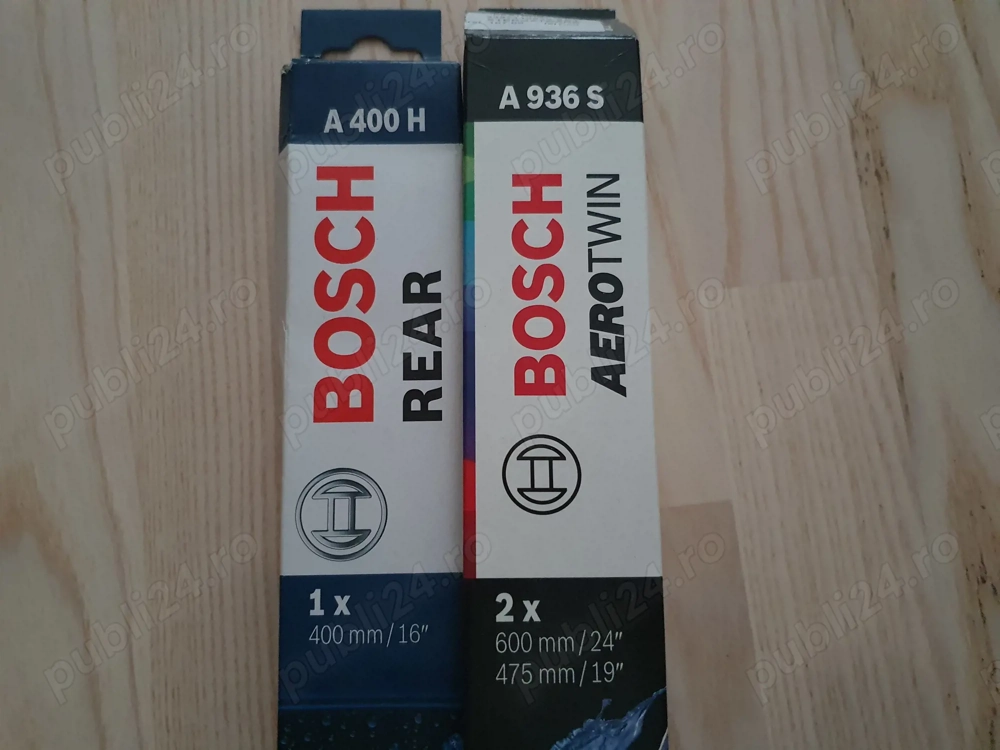 A 400 H
BOSCH
REAR
1 x
400 mm / 16"
A 936 S
BOSCH
AEROTWIN
2 x
600 mm / 24"
475 mm / 19"
publi24.ro